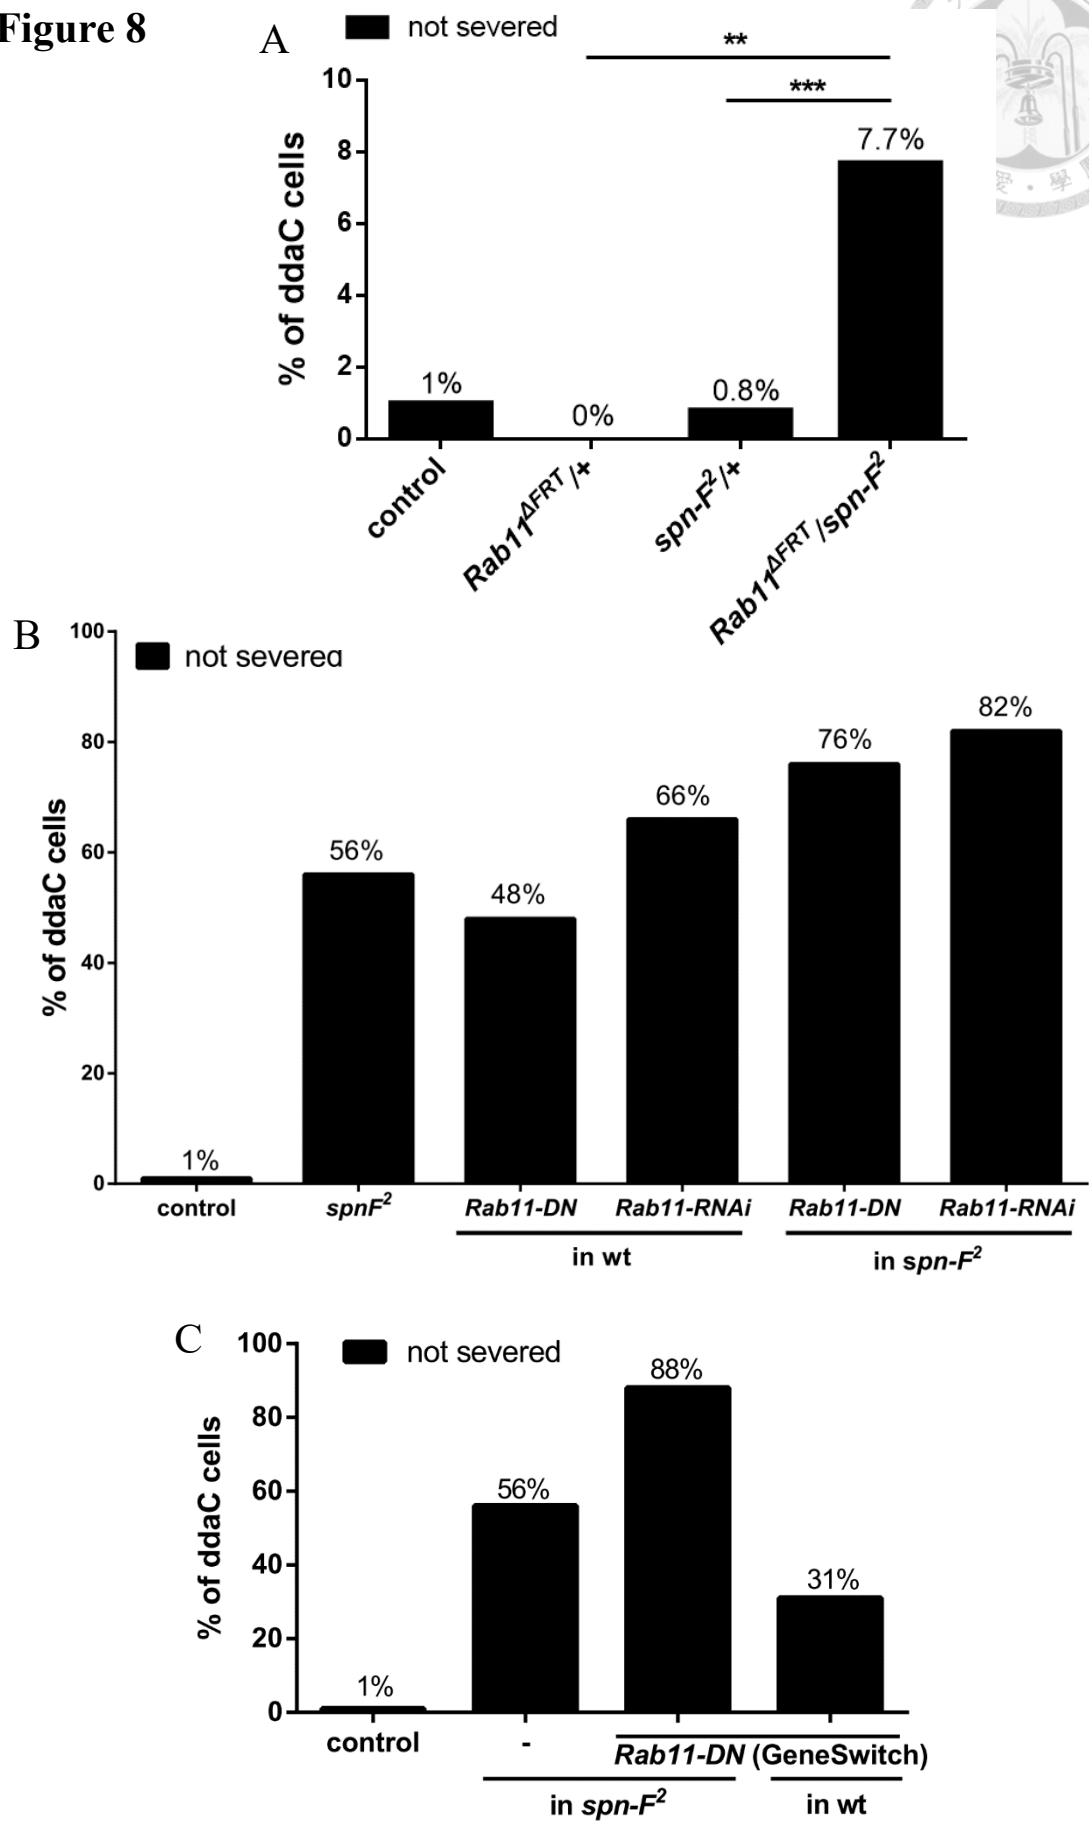 Figure 8
A
not severed
**
***
10
8
6
4
2
0
% of ddaC cells
1%
0%
0.8%
7.7%
control
Rab11ΔFRT/+
spn-F2/+
Rab11ΔFRT/spn-F2
愛·學
B
not severed
100
80
60
40
20
0
% of ddaC cells
1%
56%
48%
66%
76%
82%
control
spnF2
Rab11-DN
Rab11-RNAi
Rab11-DN
Rab11-RNAi
in wt
in spn-F2
C
not severed
100
80
60
40
20
0
% of ddaC cells
1%
56%
88%
31%
control
-
Rab11-DN (GeneSwitch)
in spn-F2
in wt